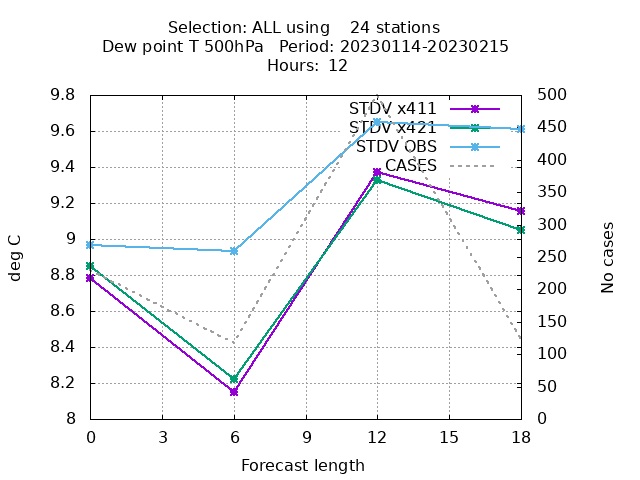 Selection: ALL using    24 stations
Dew point T 500hPa   Period: 20230114-20230215
Hours:  12
9.8
9.6
9.4
9.2
9
8.8
8.6
8.4
8.2
8
500
450
400
350
300
250
200
150
100
50
0
STDV x411
STDV x421
STDV OBS
CASES
deg C
No cases
0 3 6 9 12 15 18
Forecast length